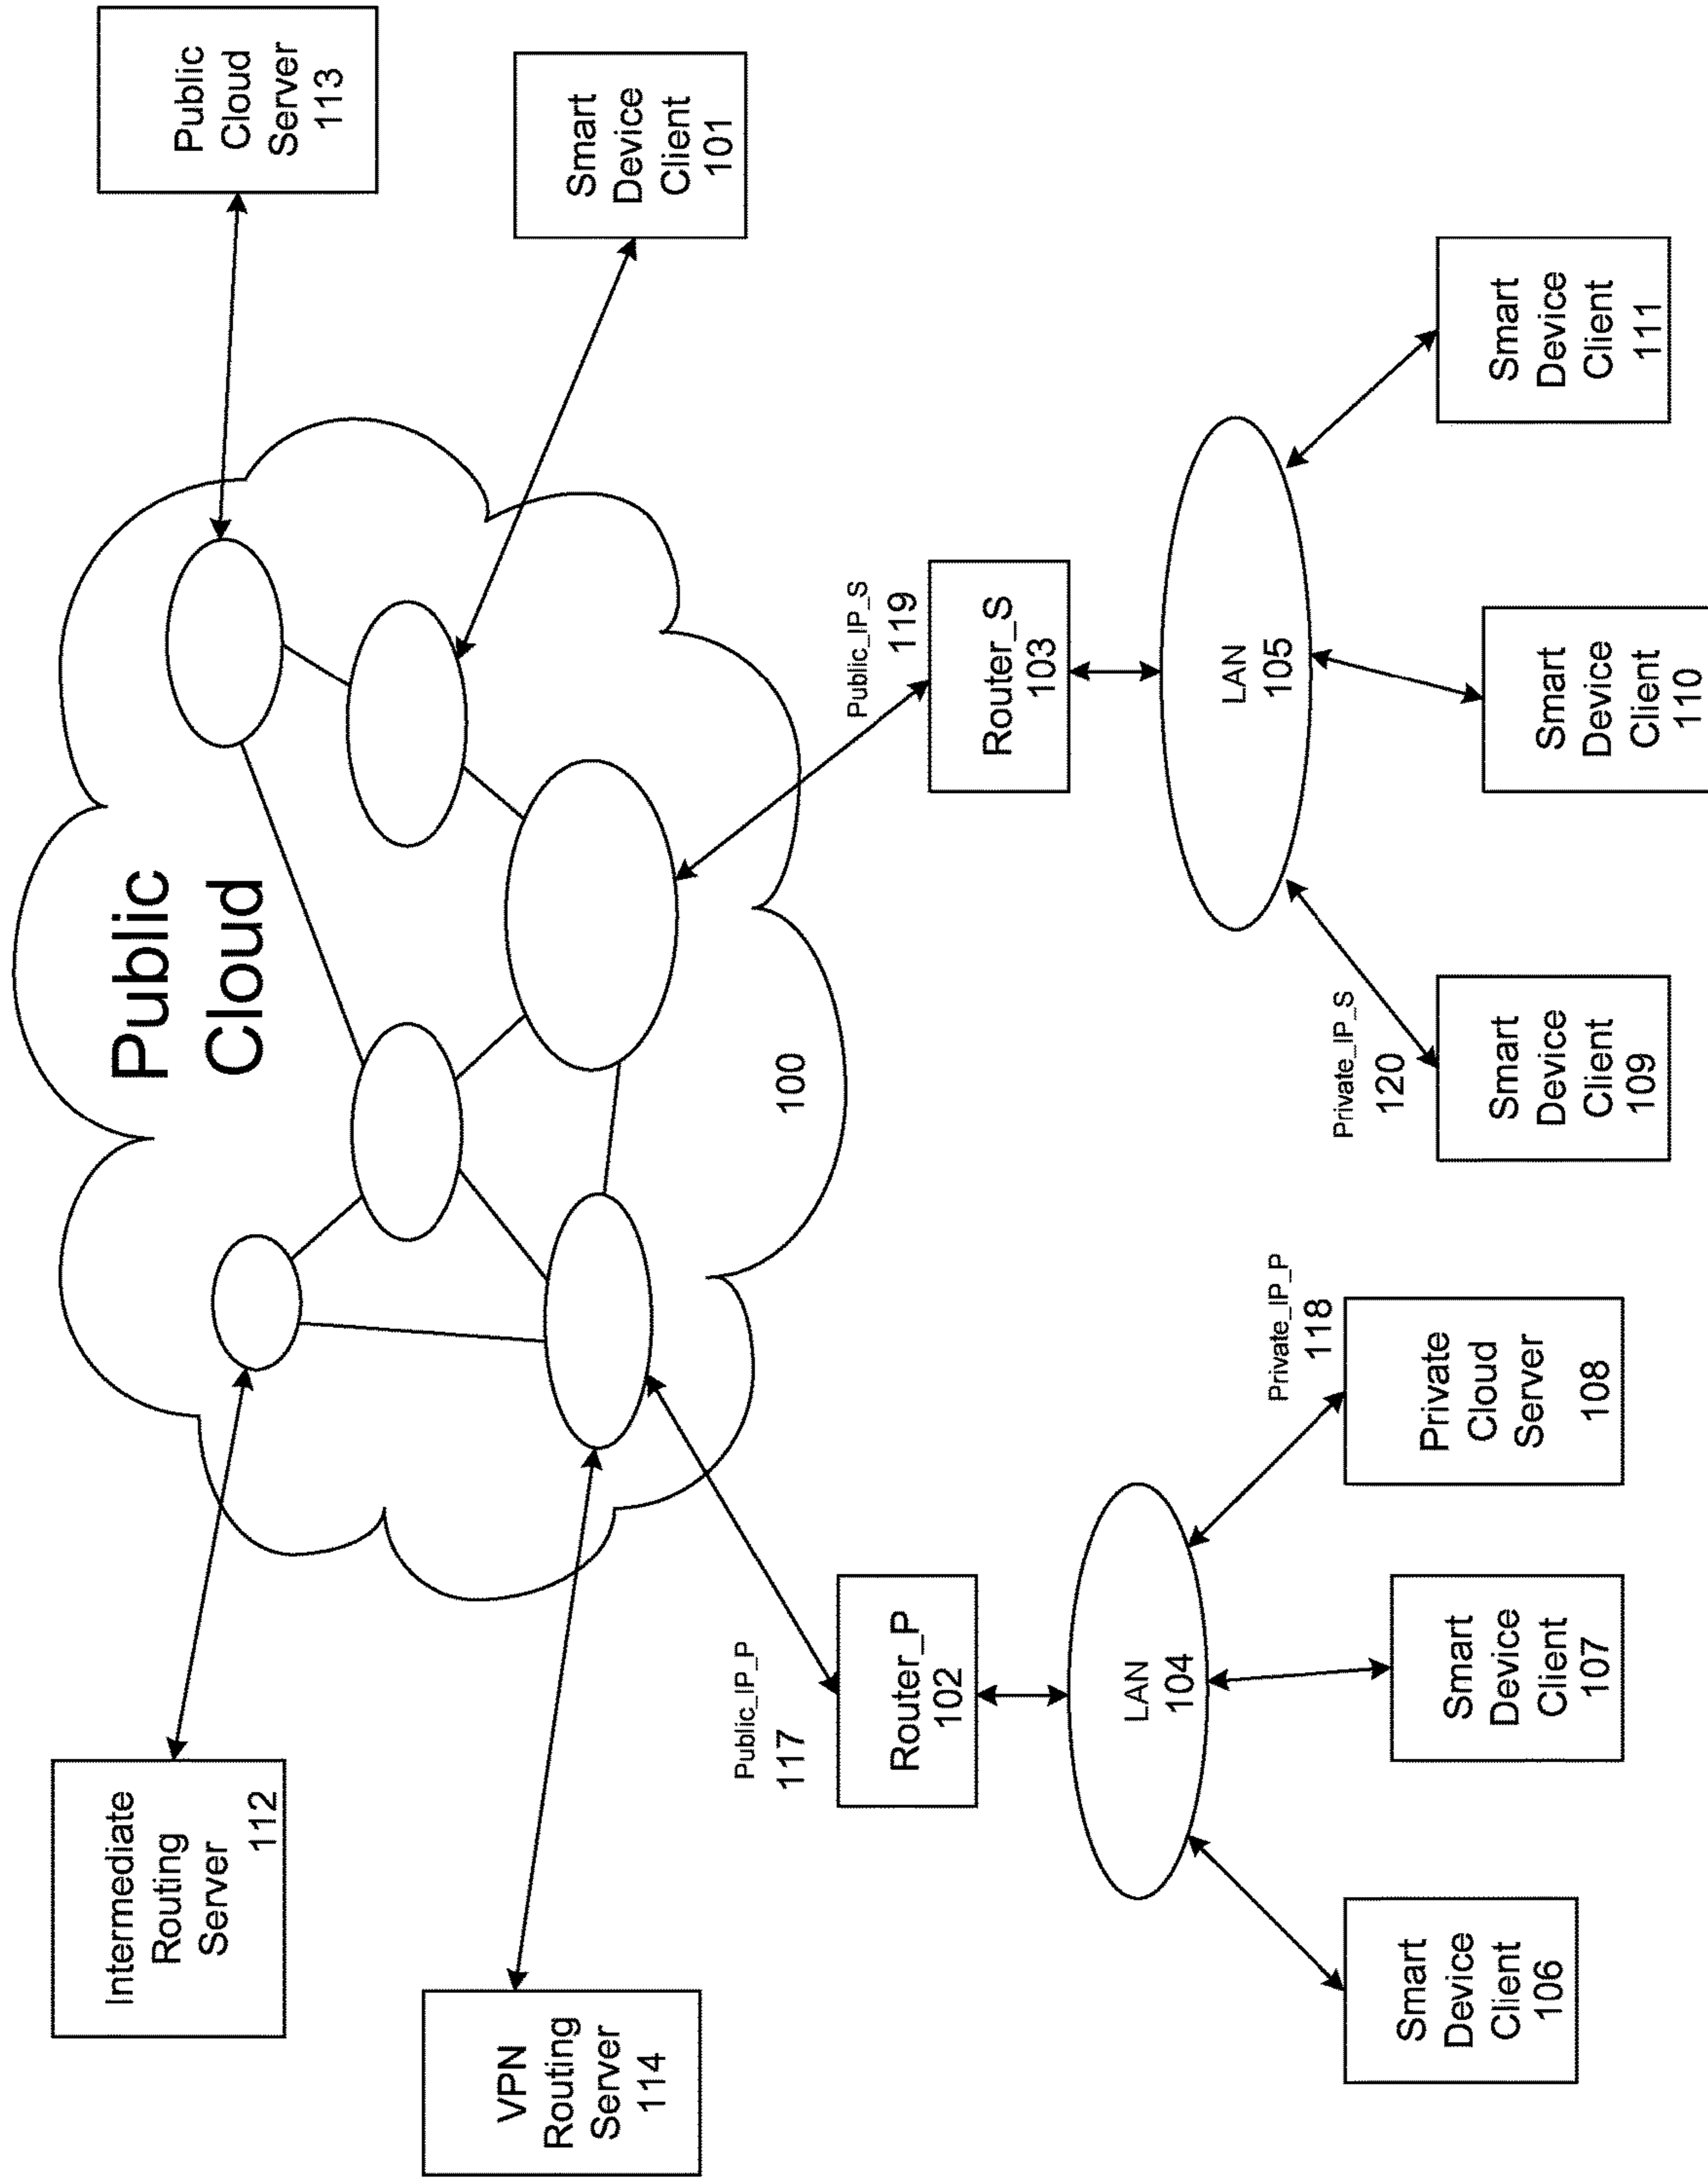 Public
Cloud
Intermediate
Routing
Server
112
VPN
Routing
Server
114
Public
Cloud
Server
113
Smart
Device
Client
101
100
Public_IP_P
117
Router_P
102
Public_IP_S
119
Router_S
103
LAN
104
LAN
105
Private_IP_P
118
Private_IP_S
120
Smart
Device
Client
106
Smart
Device
Client
107
Private
Cloud
Server
108
Smart
Device
Client
109
Smart
Device
Client
110
Smart
Device
Client
111